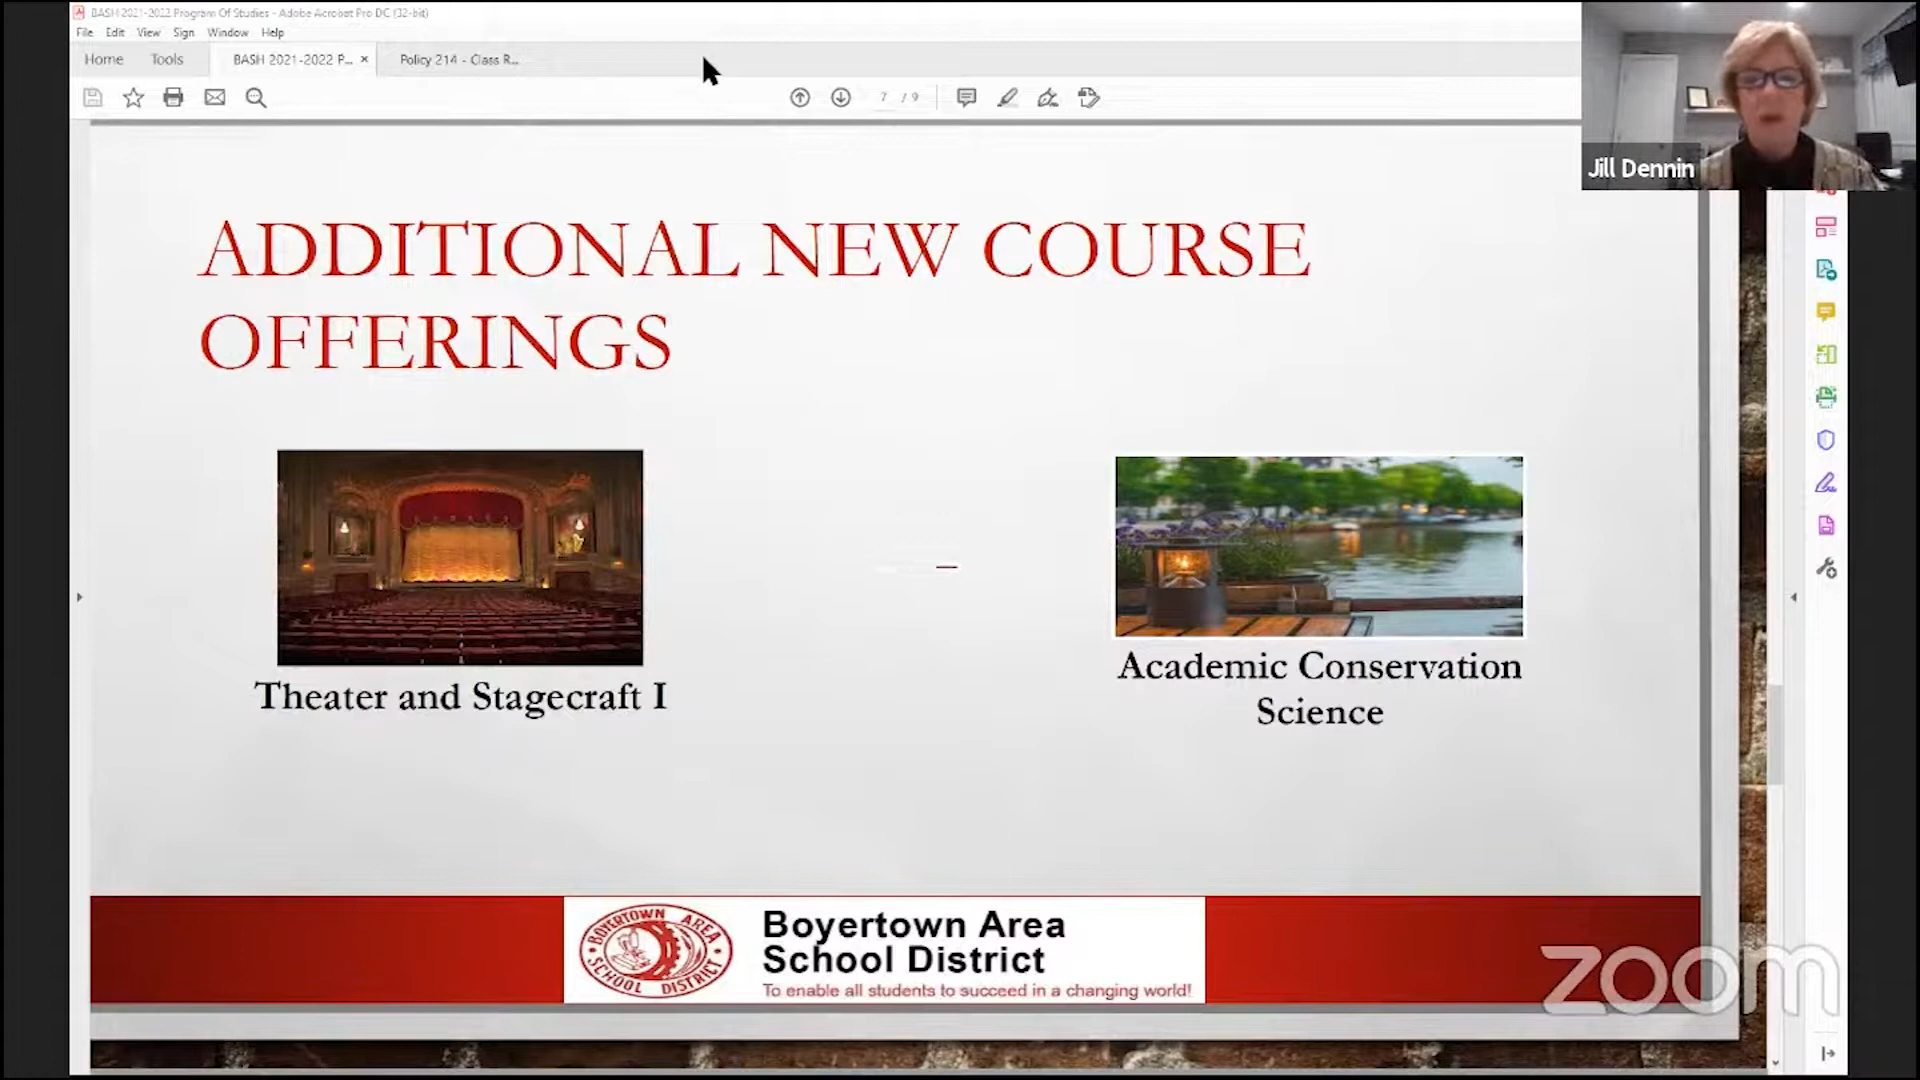 BASH 2021-2022 Program Of Studies - Adobe Acrobat Pro DC (32-bit)
File Edit View Sign Window Help
Home Tools BASH 2021-2022 P... × Policy 214 - Class R...
7 / 9
Jill Dennin
ADDITIONAL NEW COURSE
OFFERINGS
Theater and Stagecraft I
Academic Conservation
Science
BOYERTOWN AREA
SCHOOL DISTRICT
Boyertown Area
School District
To enable all students to succeed in a changing world!
zoom